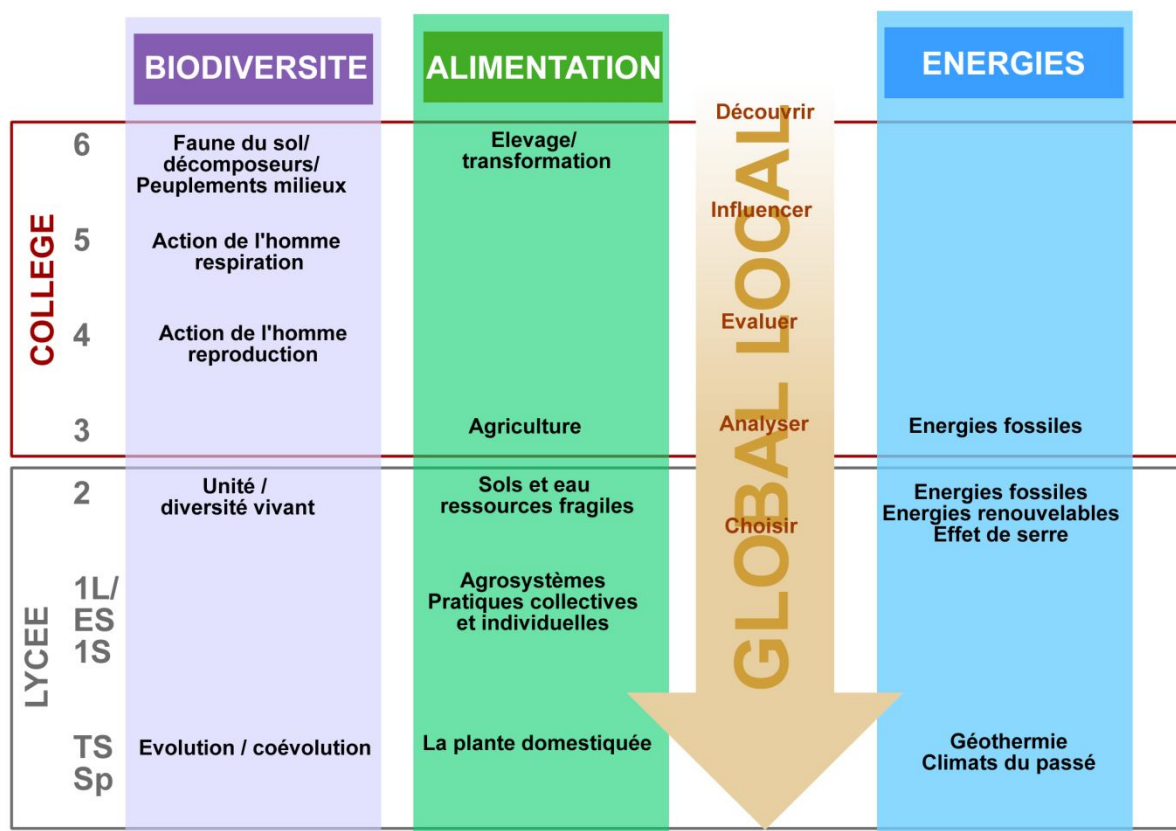 BIODIVERSITE
ALIMENTATION
ENERGIES
COLLEGE
6
Faune du sol/
décomposeurs/
Peuplements milieux
Elevage/
transformation
5
Action de l'homme
respiration
4
Action de l'homme
reproduction
3
Agriculture
Energies fossiles
Découvrir
Influencer
Evaluer
Analyser
Choisir
GLOBAL LOCAL
LYCEE
2
Unité /
diversité vivant
Sols et eau
ressources fragiles
Energies fossiles
Energies renouvelables
Effet de serre
1L/
ES
1S
Agrosystèmes
Pratiques collectives
et individuelles
TS
Sp
Evolution / coévolution
La plante domestiquée
Géothermie
Climats du passé